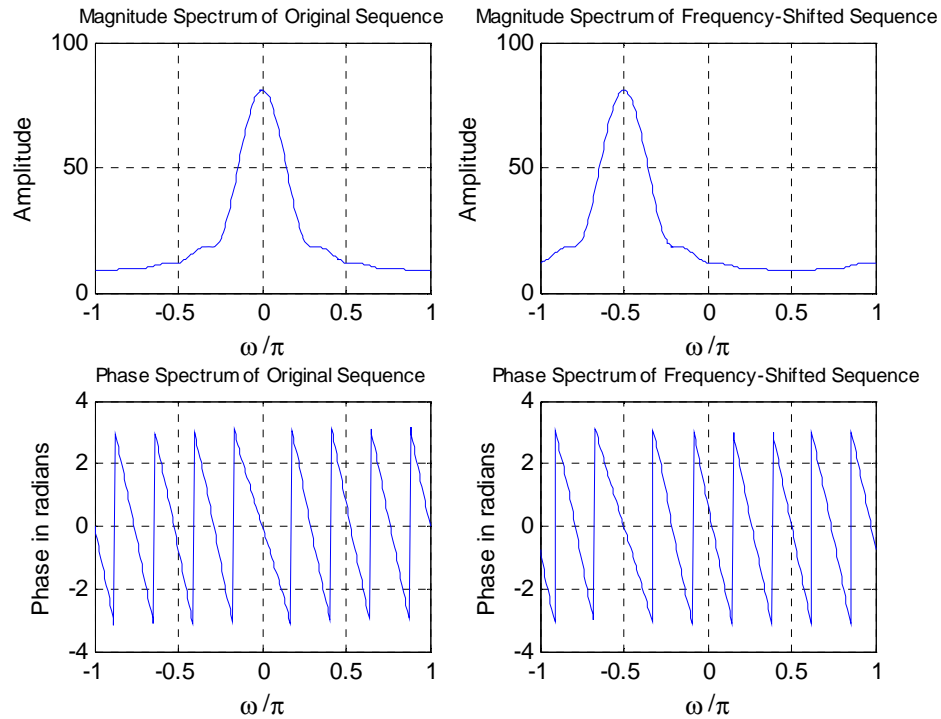 Magnitude Spectrum of Original Sequence
100
50
0
Amplitude
-1 -0.5 0 0.5 1
ω/π
Magnitude Spectrum of Frequency-Shifted Sequence
100
50
0
Amplitude
-1 -0.5 0 0.5 1
ω/π
Phase Spectrum of Original Sequence
4
2
0
-2
-4
Phase in radians
-1 -0.5 0 0.5 1
ω/π
Phase Spectrum of Frequency-Shifted Sequence
4
2
0
-2
-4
Phase in radians
-1 -0.5 0 0.5 1
ω/π